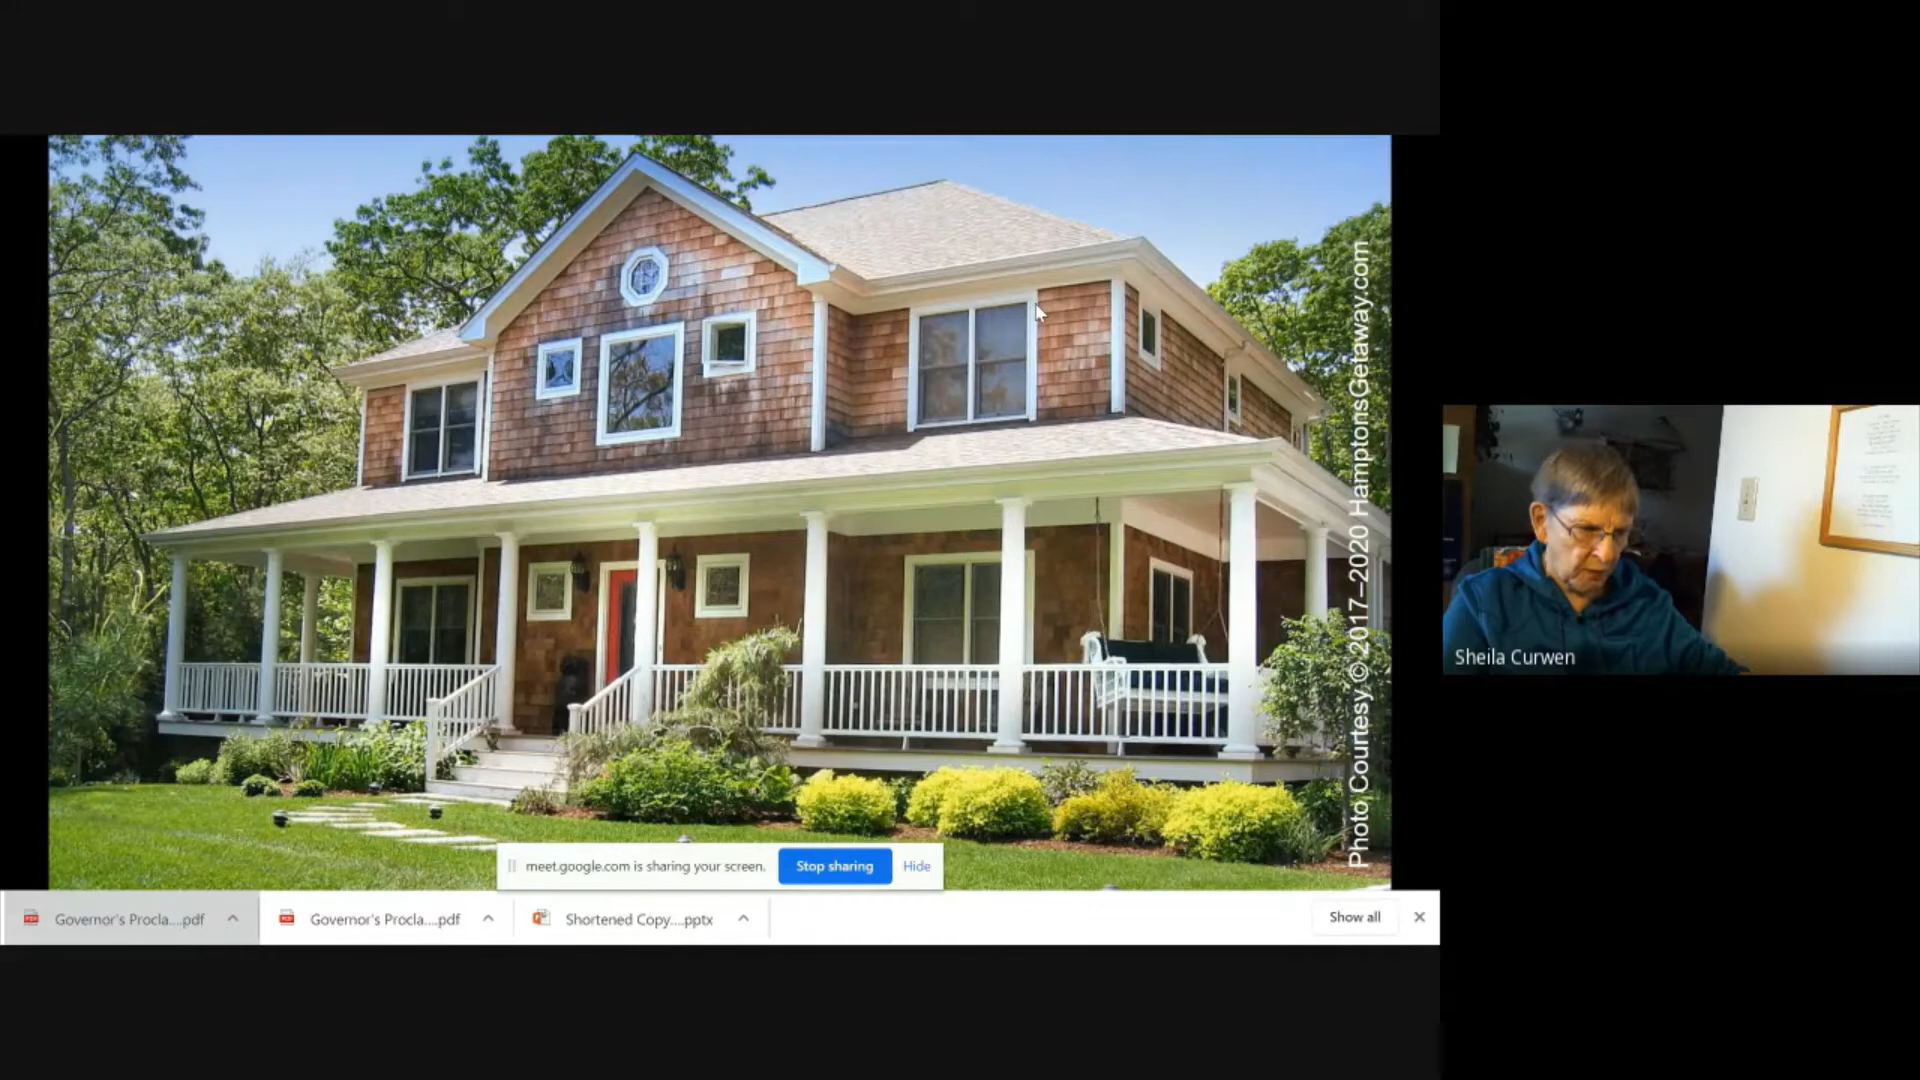 Photo Courtesy © 2017–2020 HamptonsGetaway.com
Sheila Curwen
meet.google.com is sharing your screen.
Stop sharing
Hide
Governor's Procla....pdf
Governor's Procla....pdf
Shortened Copy....pptx
Show all